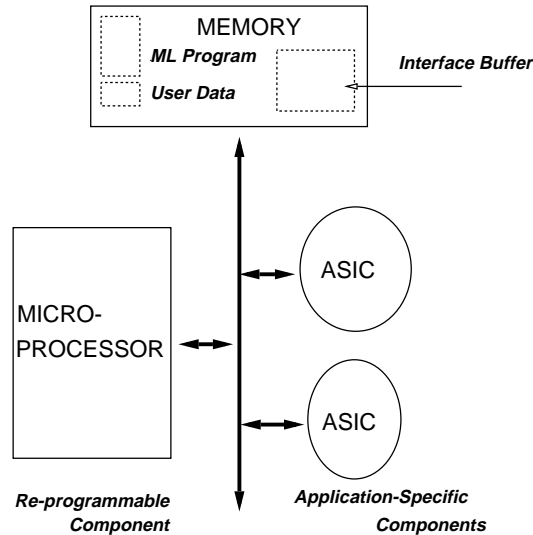 MEMORY
ML Program
User Data
Interface Buffer
ASIC
MICRO-
PROCESSOR
ASIC
Re-programmable
Component
Application-Specific
Components